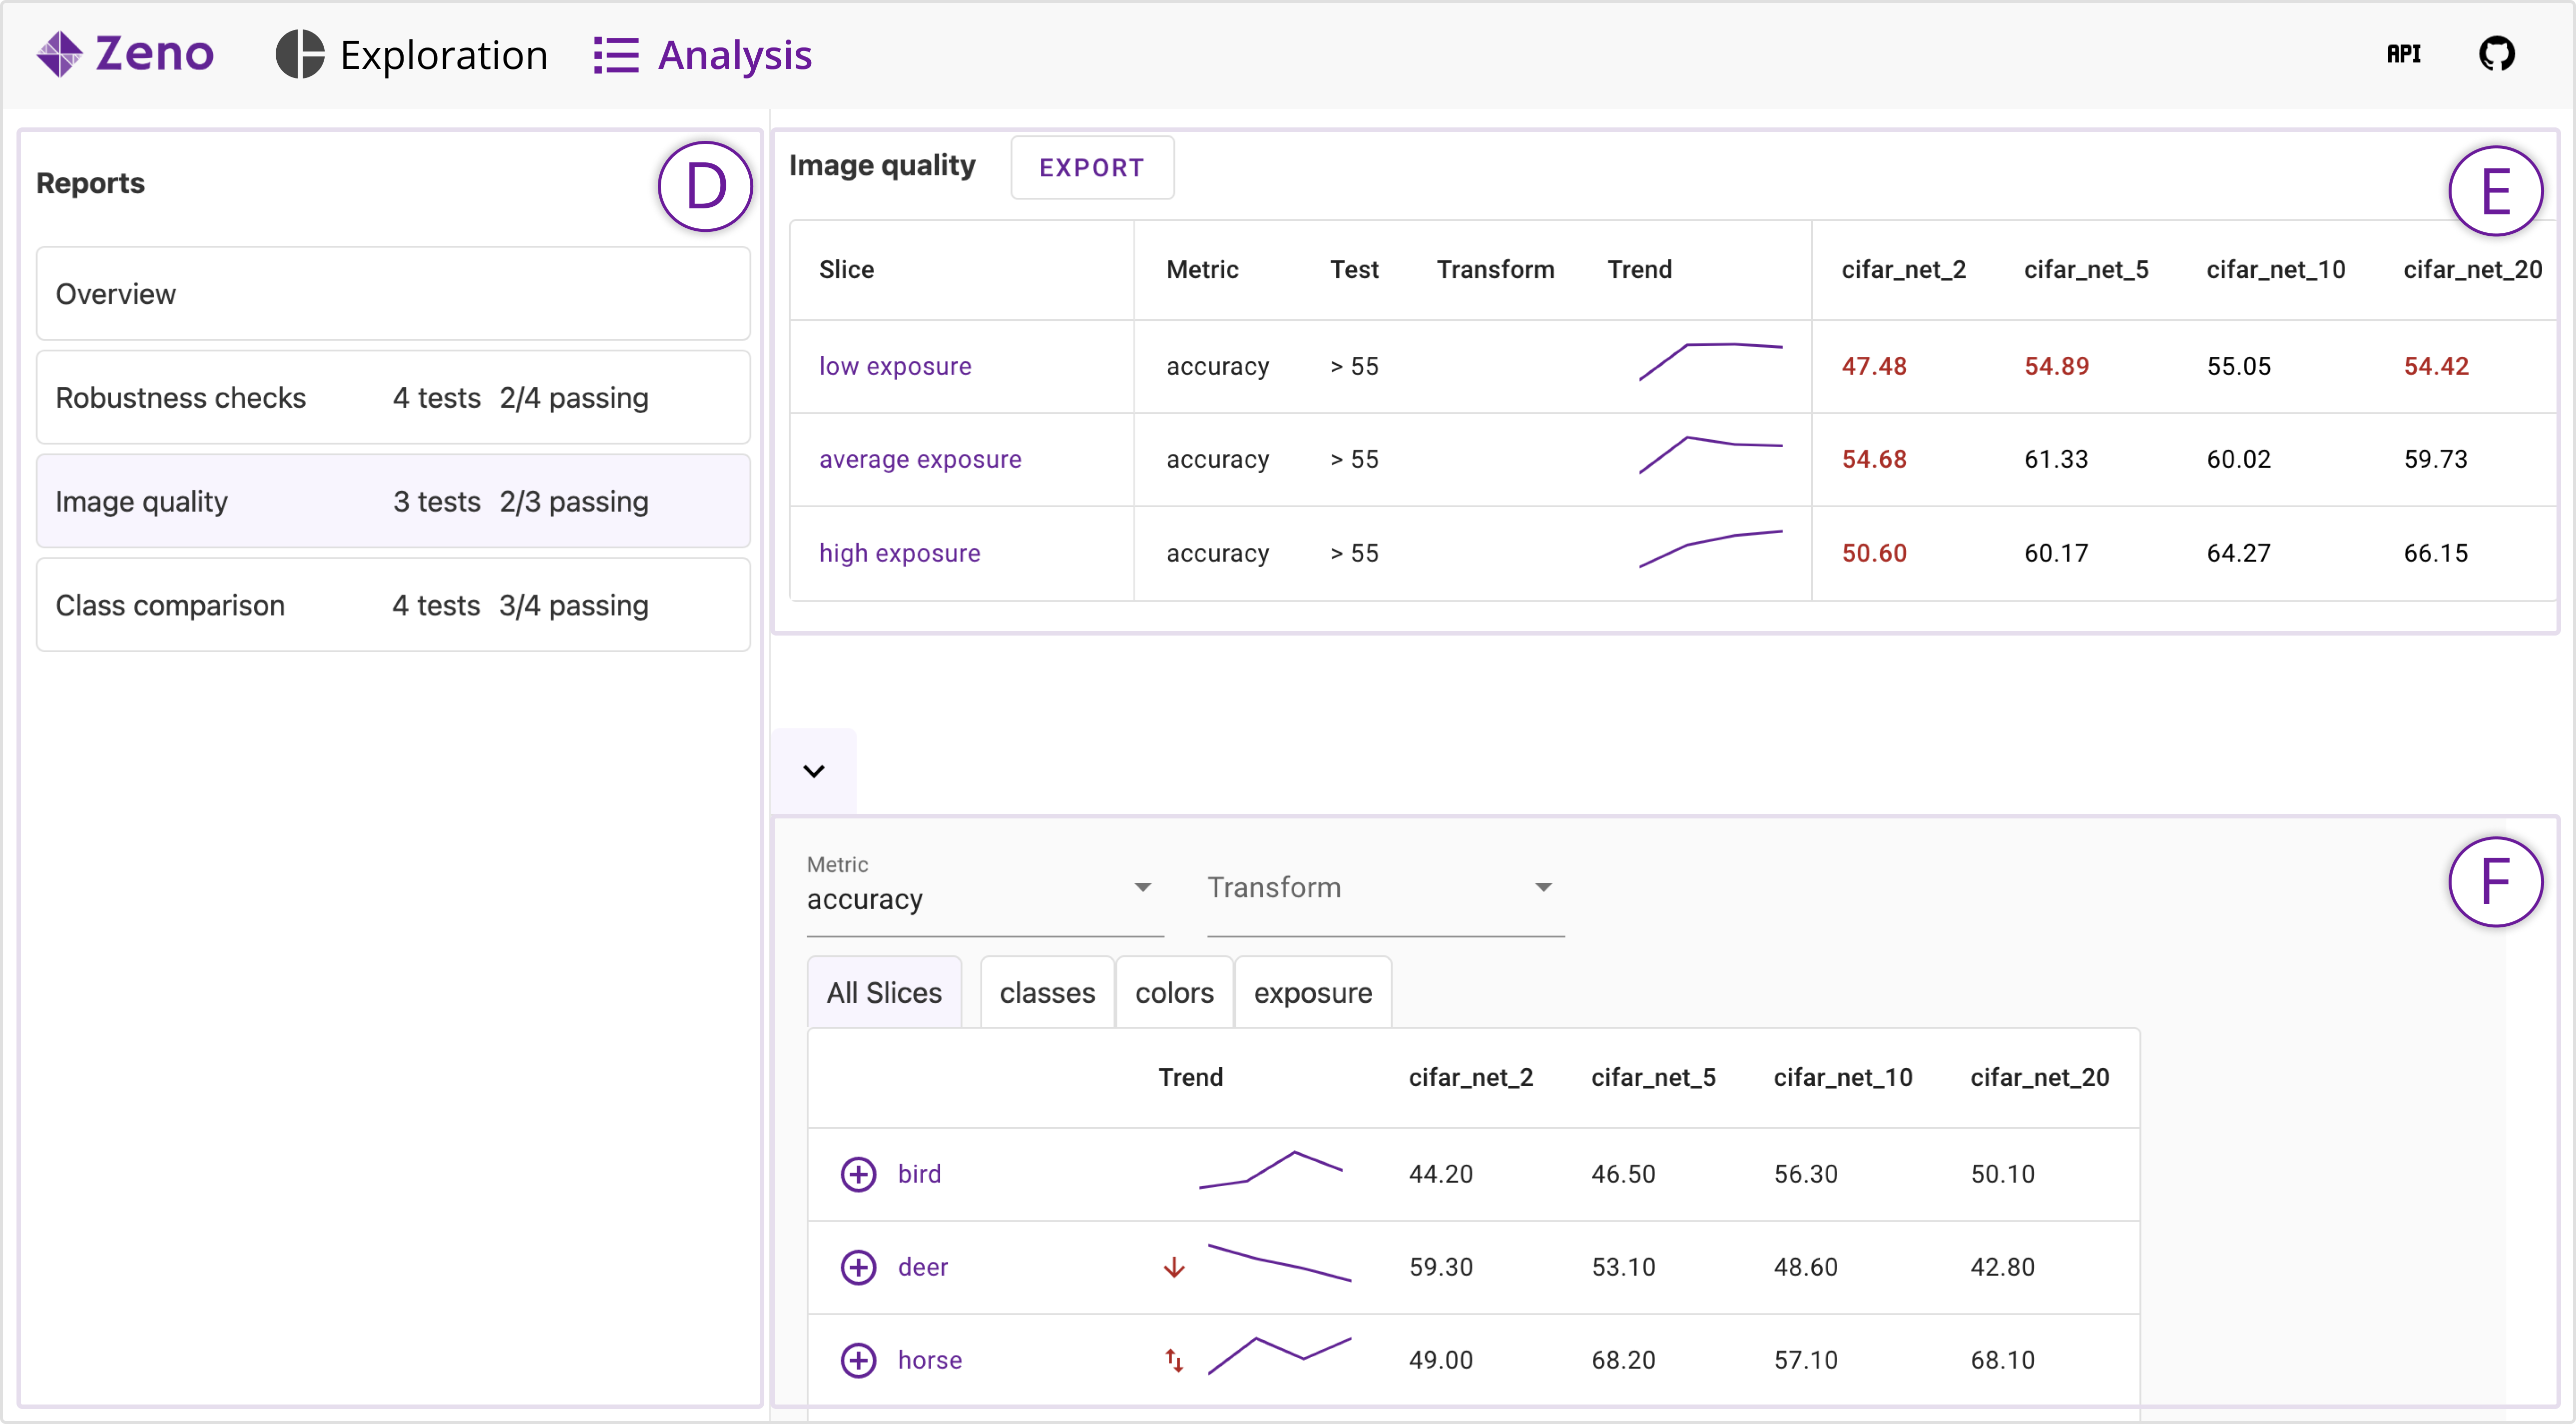 Zeno Exploration Analysis API
Reports D
Overview
Robustness checks 4 tests 2/4 passing
Image quality 3 tests 2/3 passing
Class comparison 4 tests 3/4 passing
Image quality EXPORT E
Slice Metric Test Transform Trend cifar_net_2 cifar_net_5 cifar_net_10 cifar_net_20
low exposure accuracy > 55 47.48 54.89 55.05 54.42
average exposure accuracy > 55 54.68 61.33 60.02 59.73
high exposure accuracy > 55 50.60 60.17 64.27 66.15
F
Metric
accuracy Transform
All Slices classes colors exposure
Trend cifar_net_2 cifar_net_5 cifar_net_10 cifar_net_20
bird 44.20 46.50 56.30 50.10
deer 59.30 53.10 48.60 42.80
horse 49.00 68.20 57.10 68.10